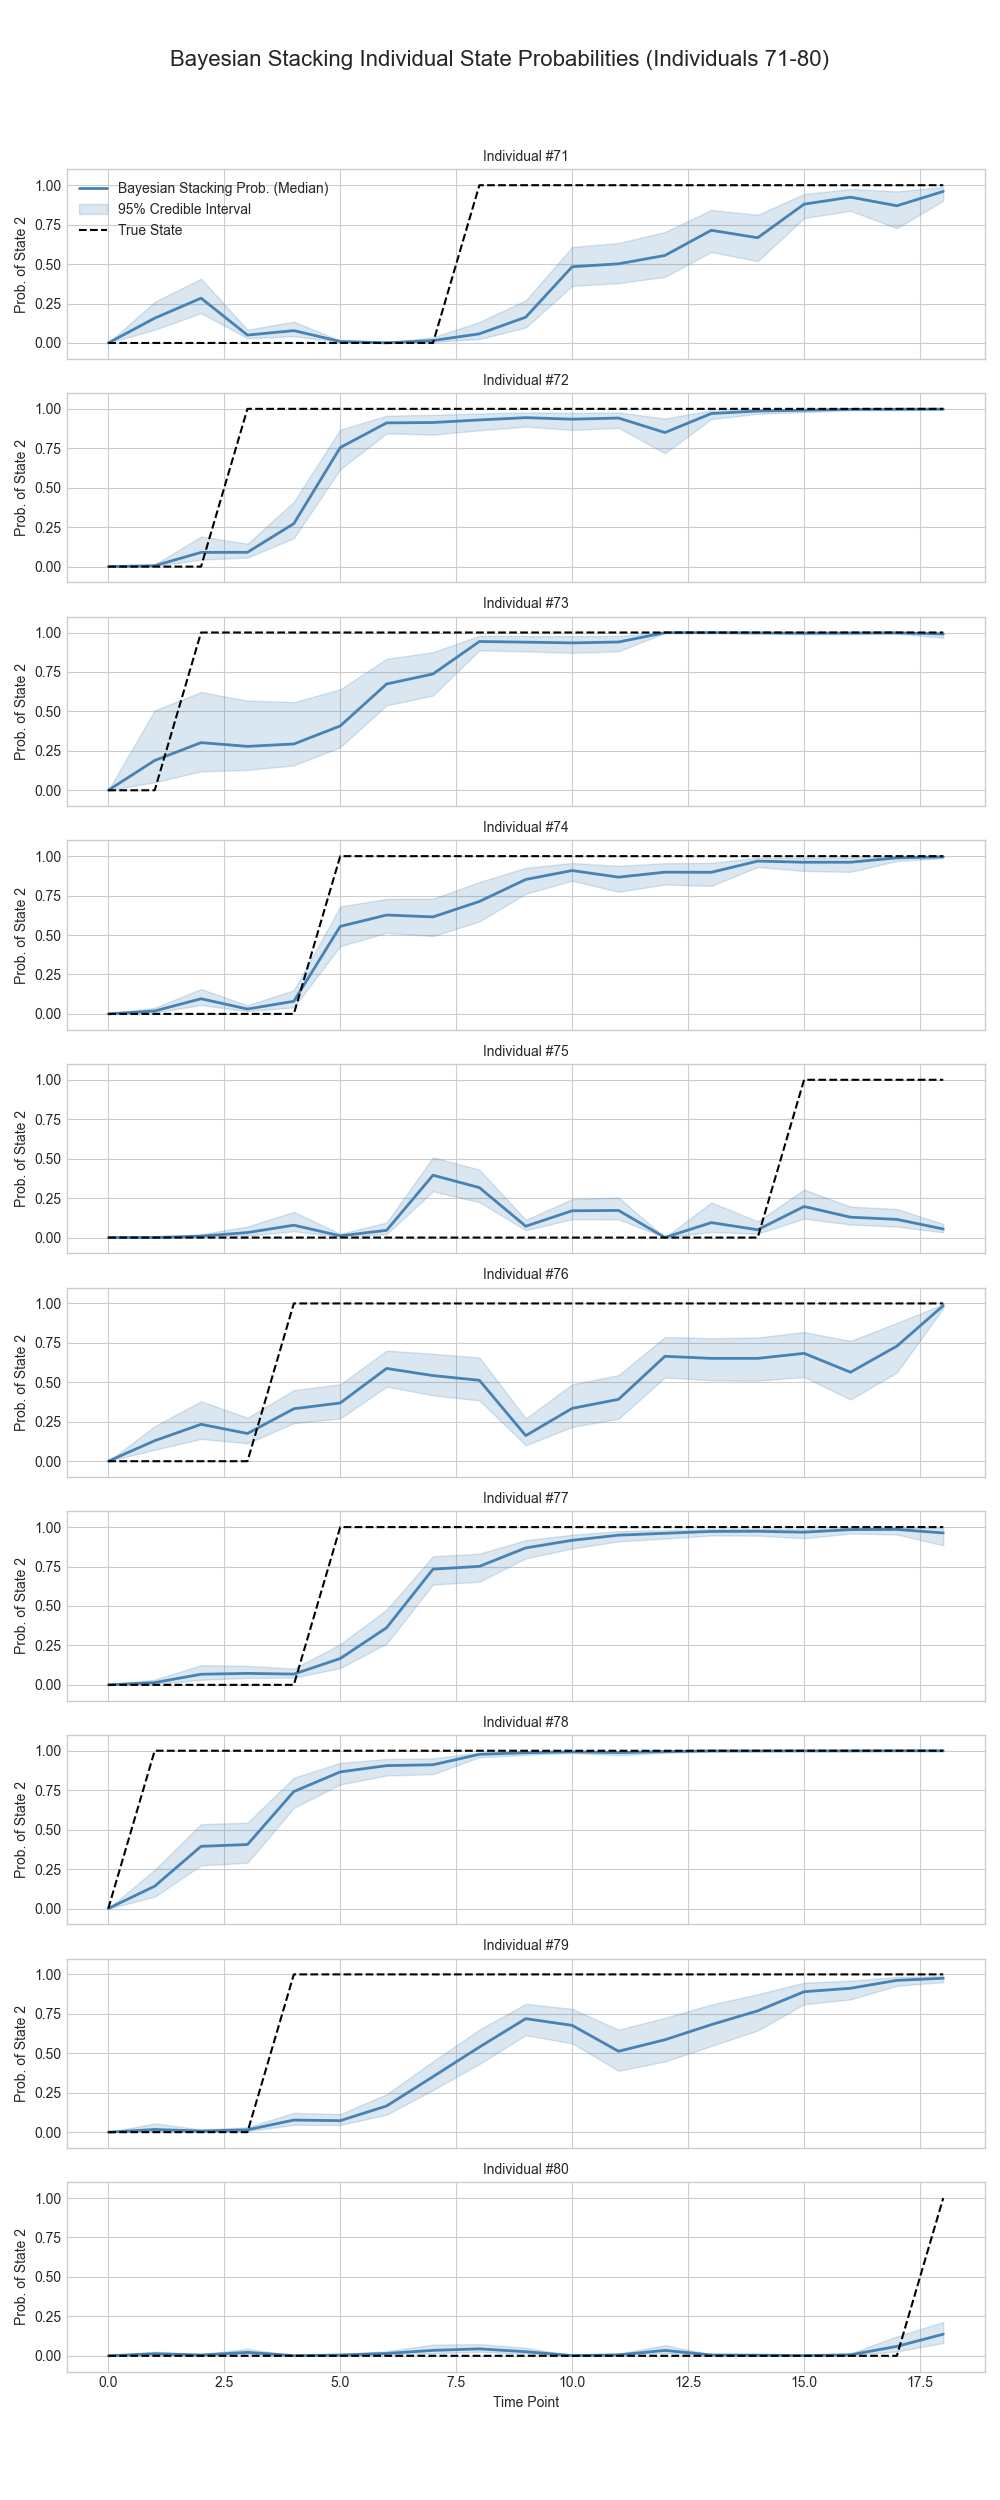 Bayesian Stacking Individual State Probabilities (Individuals 71-80)
Individual #71
Prob. of State 2
1.00
0.75
0.50
0.25
0.00
Bayesian Stacking Prob. (Median)
95% Credible Interval
True State
Individual #72
Prob. of State 2
1.00
0.75
0.50
0.25
0.00
Individual #73
Prob. of State 2
1.00
0.75
0.50
0.25
0.00
Individual #74
Prob. of State 2
1.00
0.75
0.50
0.25
0.00
Individual #75
Prob. of State 2
1.00
0.75
0.50
0.25
0.00
Individual #76
Prob. of State 2
1.00
0.75
0.50
0.25
0.00
Individual #77
Prob. of State 2
1.00
0.75
0.50
0.25
0.00
Individual #78
Prob. of State 2
1.00
0.75
0.50
0.25
0.00
Individual #79
Prob. of State 2
1.00
0.75
0.50
0.25
0.00
Individual #80
Prob. of State 2
1.00
0.75
0.50
0.25
0.00
0.0 2.5 5.0 7.5 10.0 12.5 15.0 17.5
Time Point